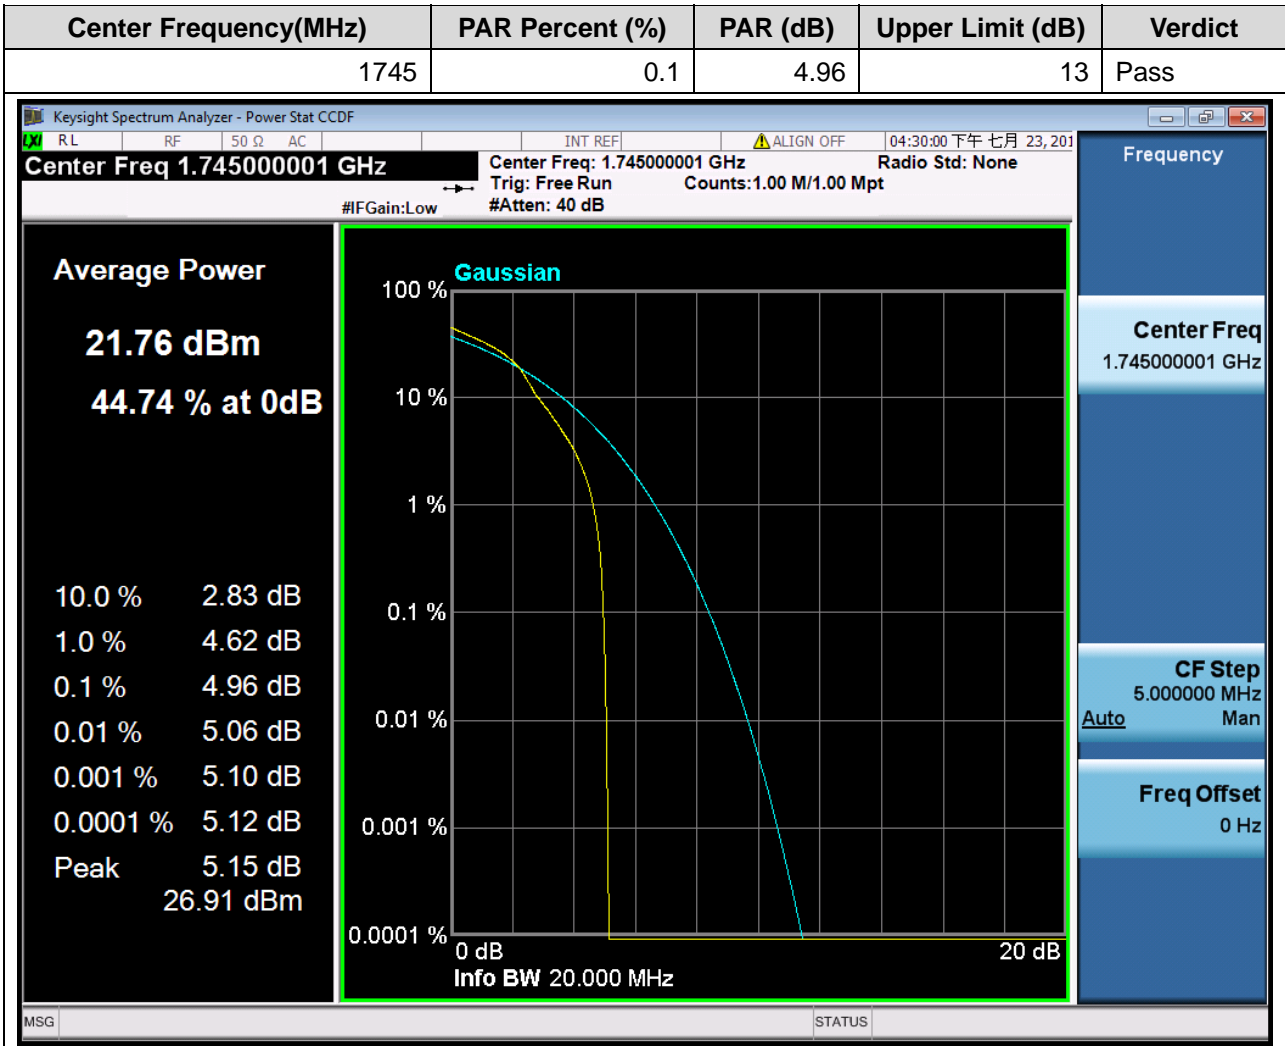 Center Frequency(MHz) PAR Percent (%) PAR (dB) Upper Limit (dB) Verdict
1745 0.1 4.96 13 Pass
Keysight Spectrum Analyzer - Power Stat CCDF
LXI RL RF 50 Ω AC INT REF ALIGN OFF 04:30:00 下午 七月 23, 201
Center Freq 1.745000001 GHz
Center Freq: 1.745000001 GHz Radio Std: None
Trig: Free Run Counts:1.00 M/1.00 Mpt
#IFGain:Low #Atten: 40 dB
Frequency
Average Power
21.76 dBm
44.74 % at 0dB
10.0 % 2.83 dB
1.0 % 4.62 dB
0.1 % 4.96 dB
0.01 % 5.06 dB
0.001 % 5.10 dB
0.0001 % 5.12 dB
Peak 5.15 dB
26.91 dBm
Gaussian
100 %
10 %
1 %
0.1 %
0.01 %
0.001 %
0.0001 %
0 dB 20 dB
Info BW 20.000 MHz
Center Freq
1.745000001 GHz
CF Step
5.000000 MHz
Auto Man
Freq Offset
0 Hz
MSG STATUS